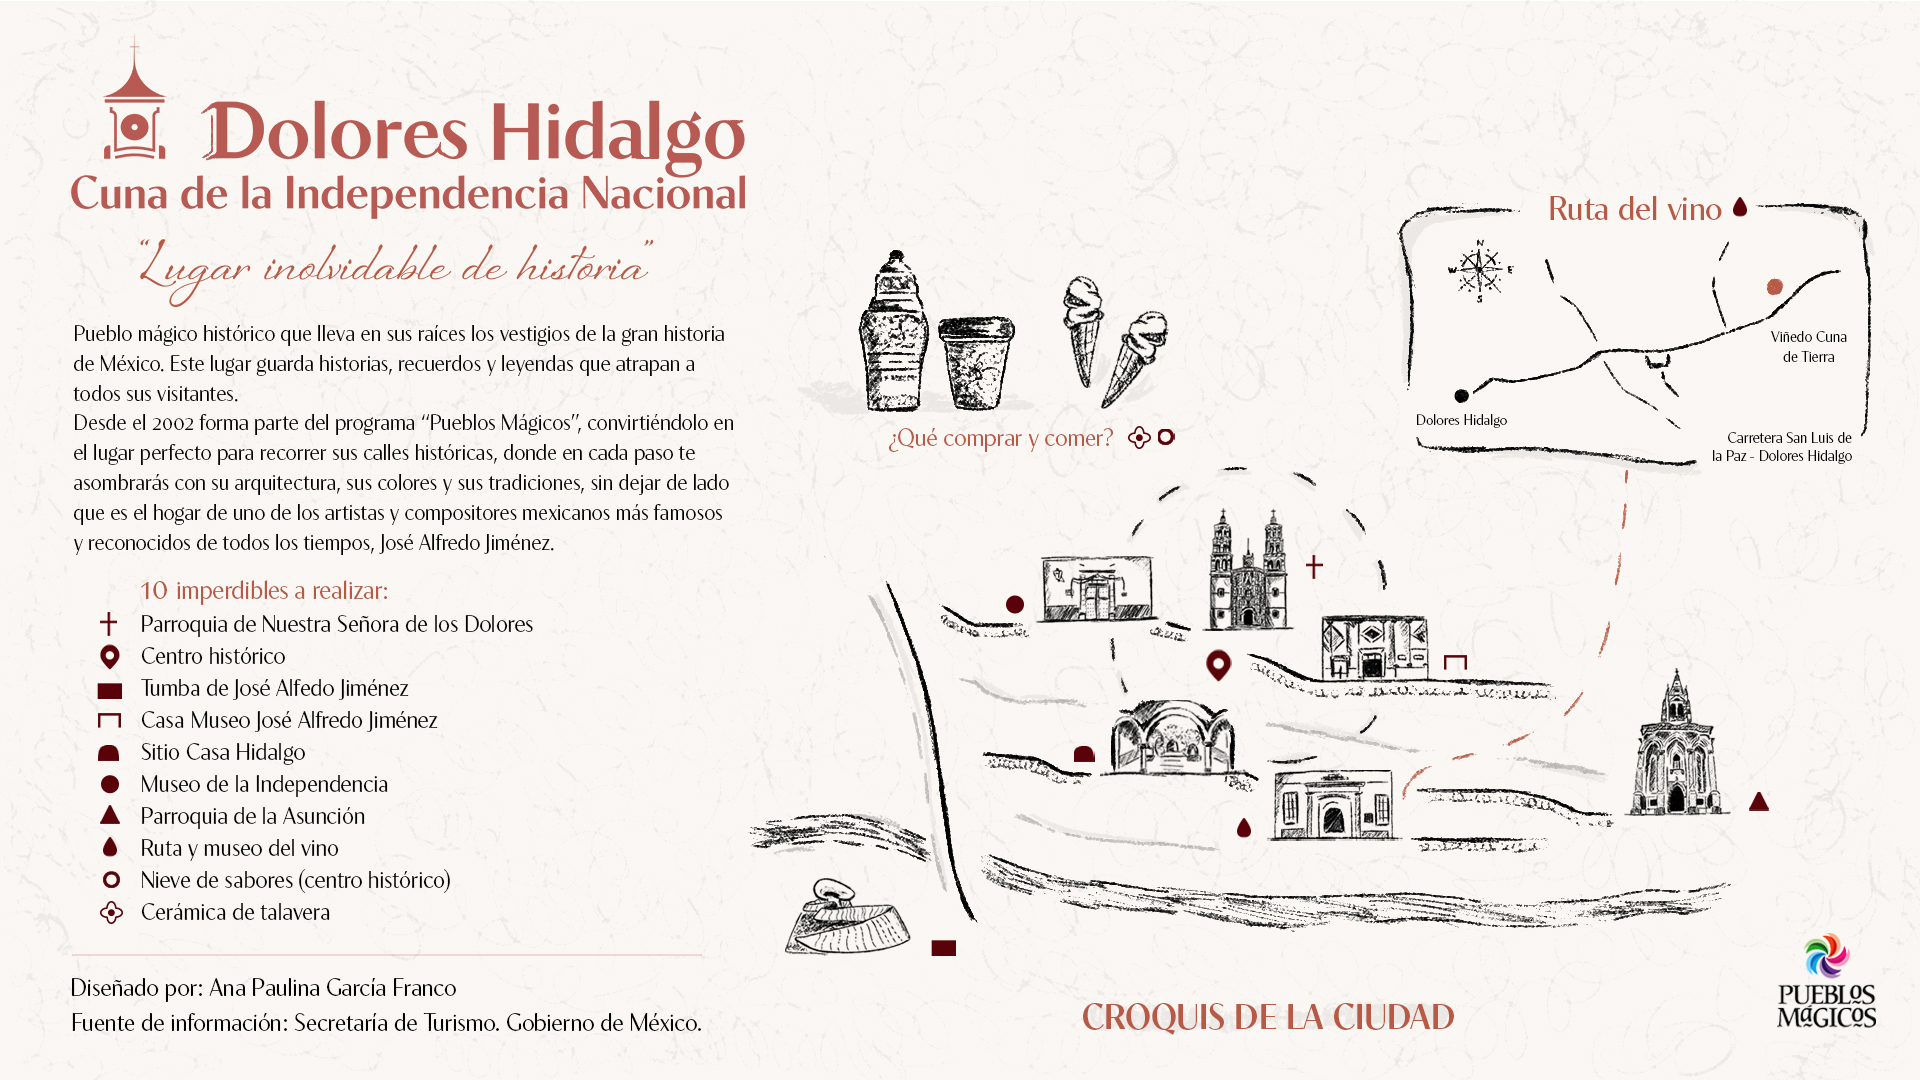 Dolores Hidalgo
Cuna de la Independencia Nacional
“Lugar inolvidable de historia”
Pueblo mágico histórico que lleva en sus raíces los vestigios de la gran historia
de México. Este lugar guarda historias, recuerdos y leyendas que atrapan a
todos sus visitantes.
Desde el 2002 forma parte del programa “Pueblos Mágicos”, convirtiéndolo en
el lugar perfecto para recorrer sus calles históricas, donde en cada paso te
asombrarás con su arquitectura, sus colores y sus tradiciones, sin dejar de lado
que es el hogar de uno de los artistas y compositores mexicanos más famosos
y reconocidos de todos los tiempos, José Alfredo Jiménez.
10 imperdibles a realizar:
Parroquia de Nuestra Señora de los Dolores
Centro histórico
Tumba de José Alfedo Jiménez
Casa Museo José Alfredo Jiménez
Sitio Casa Hidalgo
Museo de la Independencia
Parroquia de la Asunción
Ruta y museo del vino
Nieve de sabores (centro histórico)
Cerámica de talavera
Diseñado por: Ana Paulina García Franco
Fuente de información: Secretaría de Turismo. Gobierno de México.
¿Qué comprar y comer?
Ruta del vino
N
W E
S
Viñedo Cuna
de Tierra
Dolores Hidalgo
Carretera San Luis de
la Paz - Dolores Hidalgo
CROQUIS DE LA CIUDAD
PUEBLOS
MÁGICOS